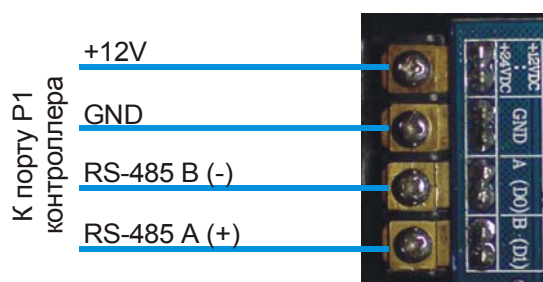 К порту P1
контроллера
+12V
GND
RS-485 B (-)
RS-485 A (+)
+12VDC
+24VDC
GND
A (D0)
B (D1)